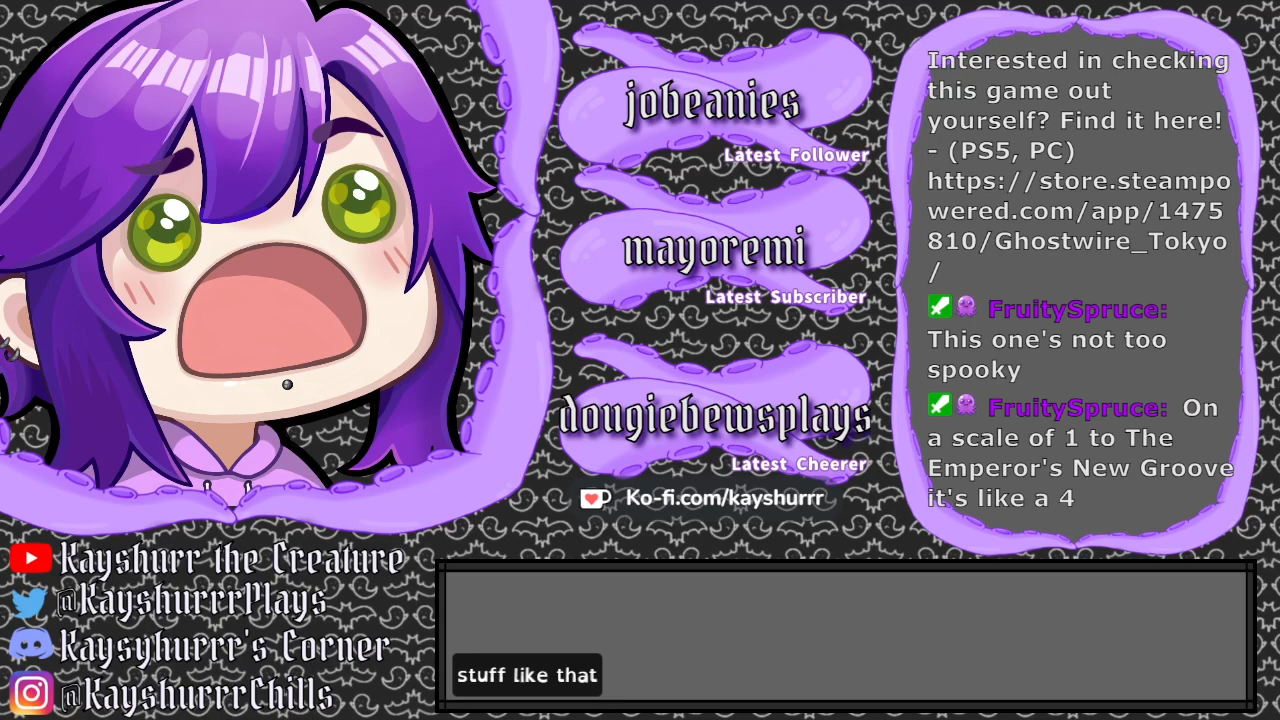 jobeanies
Latest Follower
mayoremi
Latest Subscriber
dougiebewsplays
Latest Cheerer
Ko-fi.com/kayshurrr
Interested in checking
this game out
yourself? Find it here!
- (PS5, PC)
https://store.steampo
wered.com/app/1475
810/Ghostwire_Tokyo
/
FruitySpruce:
This one's not too
spooky
FruitySpruce: On
a scale of 1 to The
Emperor's New Groove
it's like a 4
Kayshurr the Creature
@KayshurrrPlays
Kaysyhurrr's Corner
@KayshurrrChills
stuff like that